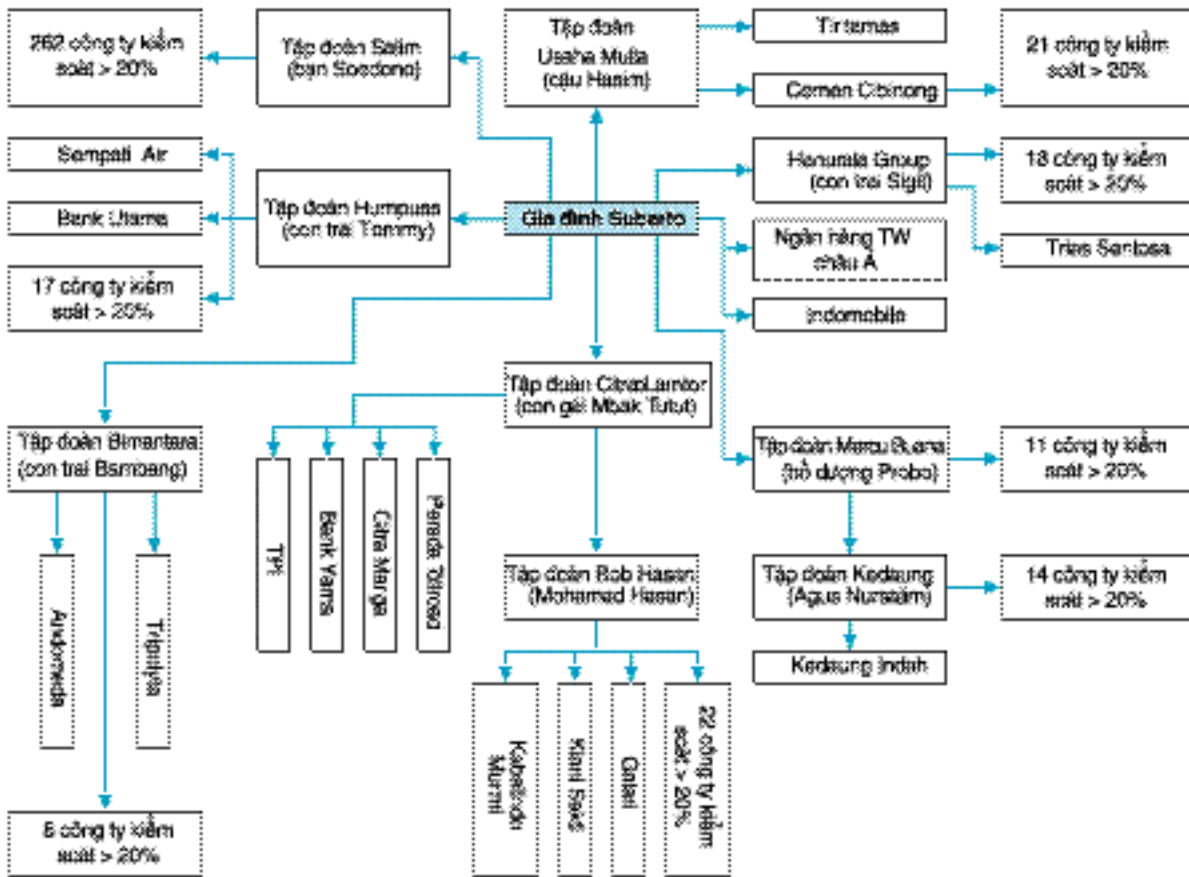 262 công ty kiểm
soát > 20%
Tập đoàn Salim
(bạn Soedono)
Tập đoàn
Usaha Mulia
(cậu Hasim)
Tirtamas
Cemen Cibinong
21 công ty kiểm
soát > 20%
Sempati Air
Bank Utama
17 công ty kiểm
soát > 20%
Tập đoàn Humpuss
(con trai Tommy)
Gia đình Suharto
Hanurata Group
(con trai Sigit)
18 công ty kiểm
soát > 20%
Ngân hàng TW
châu Á
Trias Sentosa
Indomobile
Tập đoàn
(con gái Mbak Tutut)
Tập đoàn Bimantara
(con trai Bambang)
Tập đoàn Mercu Buana
(bố dượng Probo)
11 công ty kiểm
soát > 20%
TPI
Bank Yama
Citra Marga
Andromeda
Tập đoàn Bob Hasan
(Mohamad Hasan)
Tập đoàn Kedaung
(Agus Nursalim)
14 công ty kiểm
soát > 20%
Kedaung Indah
Kiani Sakti
22 công ty kiểm
soát > 20%
công ty kiểm
soát > 20%